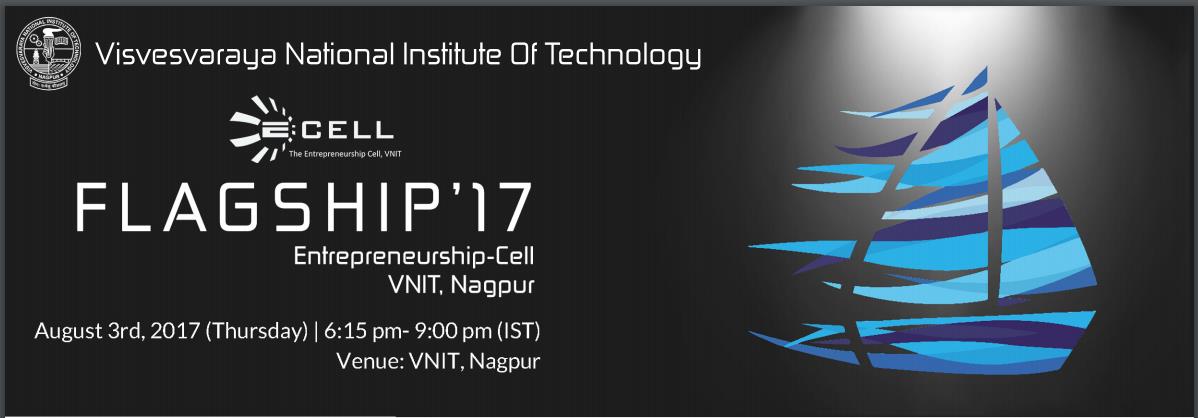 Visvesvaraya National Institute Of Technology
E-CELL
The Entrepreneurship Cell, VNIT
FLAGSHIP'17
Entrepreneurship-Cell
VNIT, Nagpur
August 3rd, 2017 (Thursday) | 6:15 pm- 9:00 pm (IST)
Venue: VNIT, Nagpur